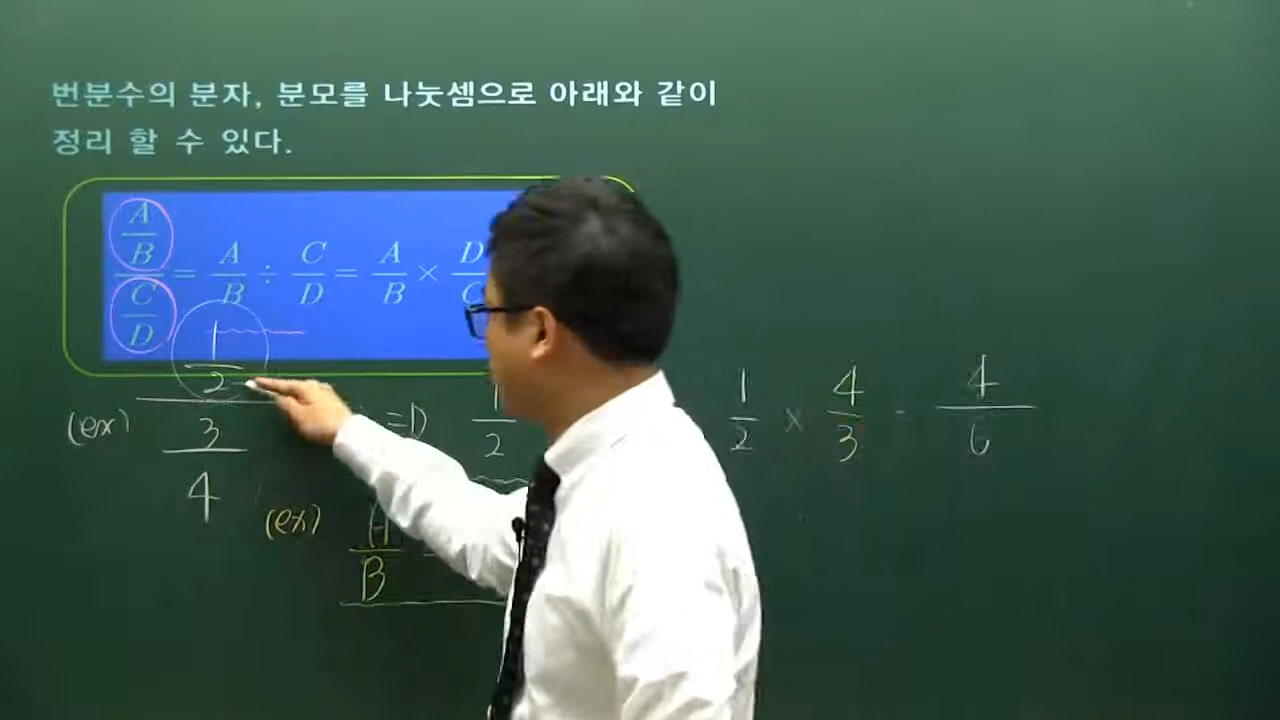 번분수의 분자, 분모를 나눗셈으로 아래와 같이
정리 할 수 있다.
A/B / C/D = A/B ÷ C/D = A/B × D/C
(ex) 1/2 / 3/4 ⇒ 1/2 1/2 × 4/3 = 4/6
(ex) A/B